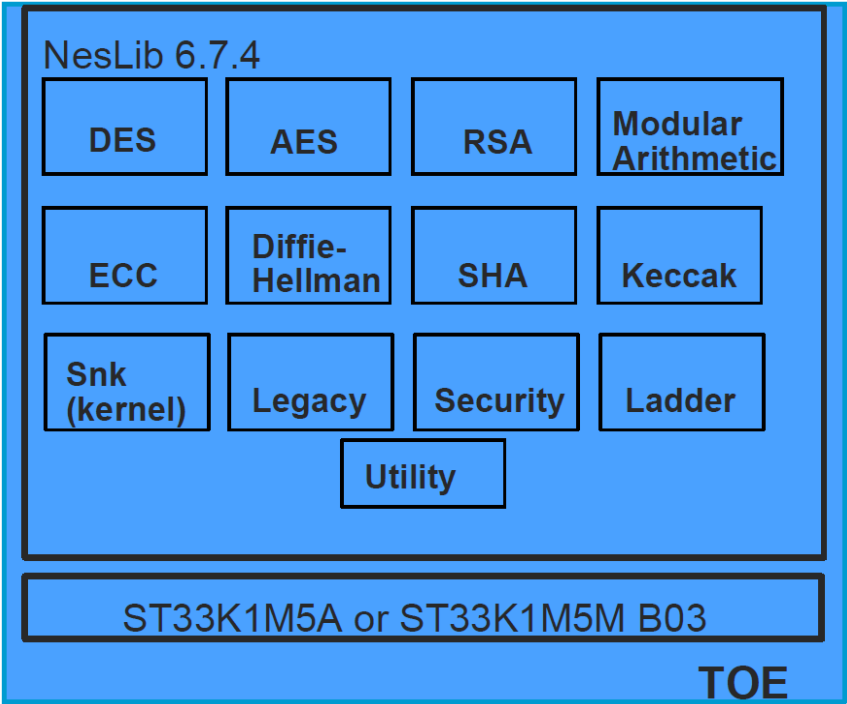 NesLib 6.7.4
DES
AES
RSA
Modular
Arithmetic
ECC
Diffie-
Hellman
SHA
Keccak
Snk
(kernel)
Legacy
Security
Ladder
Utility
ST33K1M5A or ST33K1M5M B03
TOE